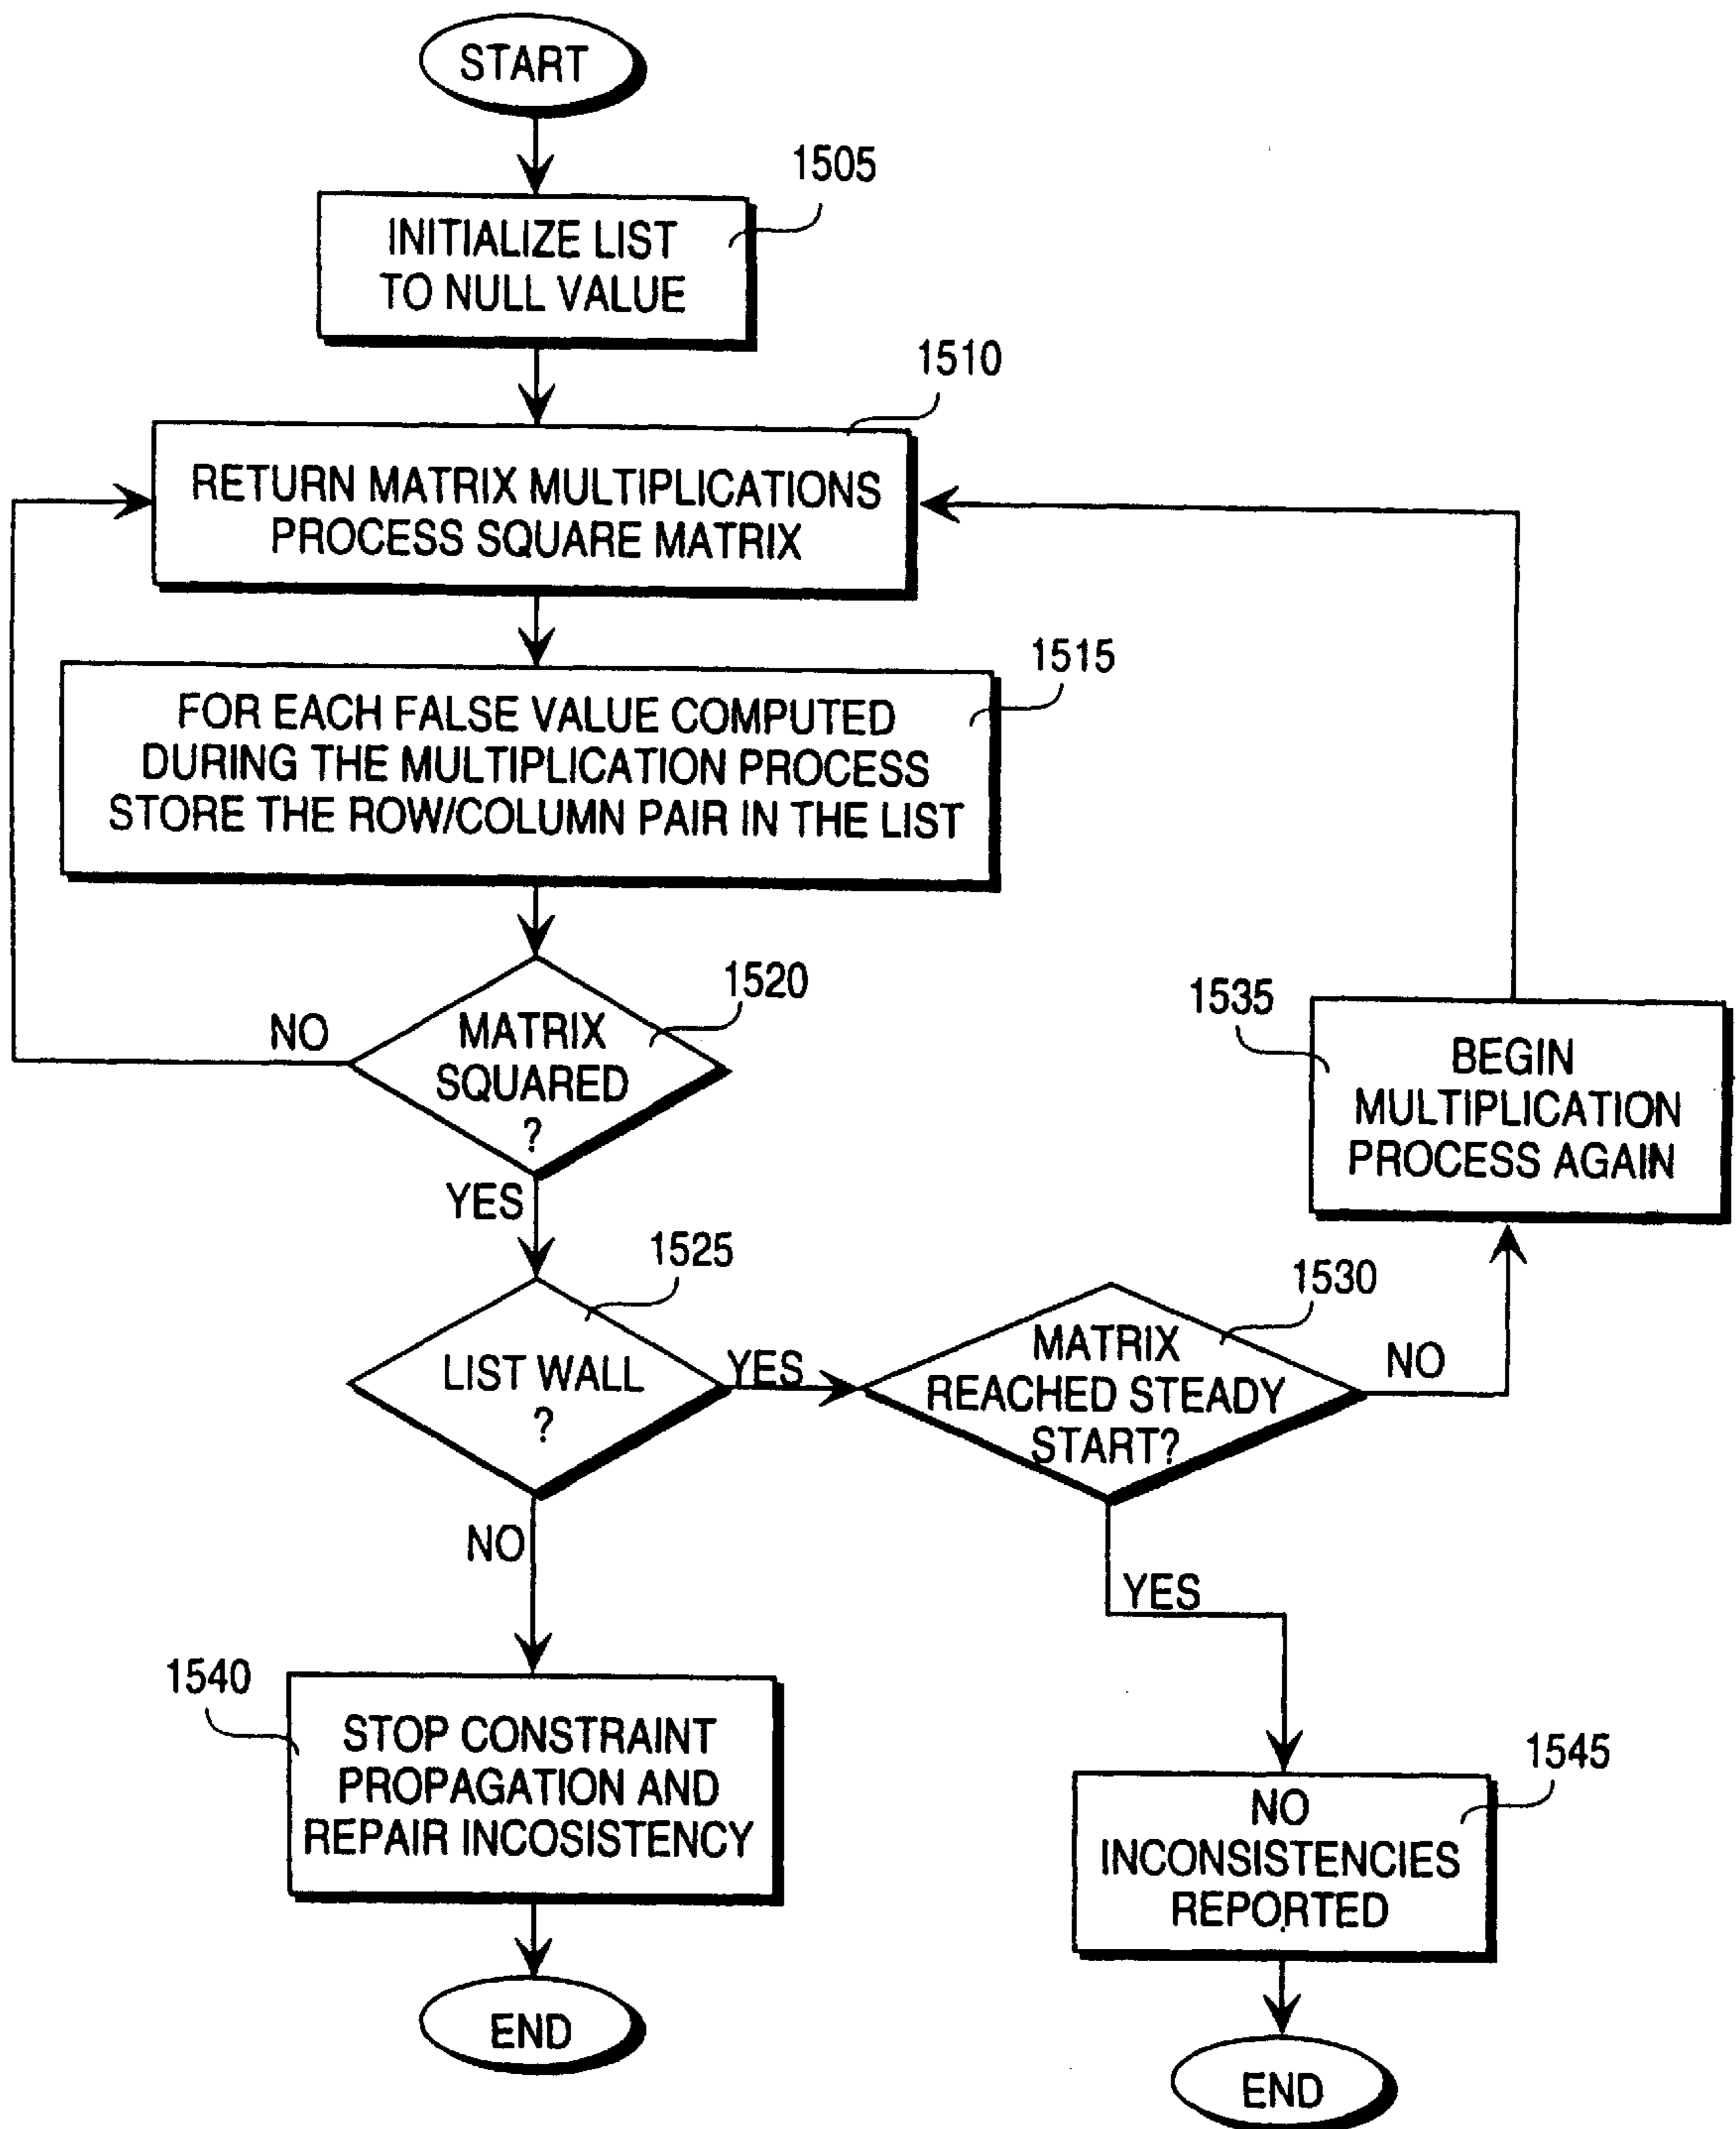 START
1505
INITIALIZE LIST
TO NULL VALUE
1510
RETURN MATRIX MULTIPLICATIONS
PROCESS SQUARE MATRIX
1515
FOR EACH FALSE VALUE COMPUTED
DURING THE MULTIPLICATION PROCESS
STORE THE ROW/COLUMN PAIR IN THE LIST
1520
NO
MATRIX
SQUARED
?
YES
1535
BEGIN
MULTIPLICATION
PROCESS AGAIN
1525
LIST WALL
?
YES
1530
MATRIX
REACHED STEADY
START?
NO
NO
YES
1540
STOP CONSTRAINT
PROPAGATION AND
REPAIR INCOSISTENCY
1545
NO
INCONSISTENCIES
REPORTED
END
END